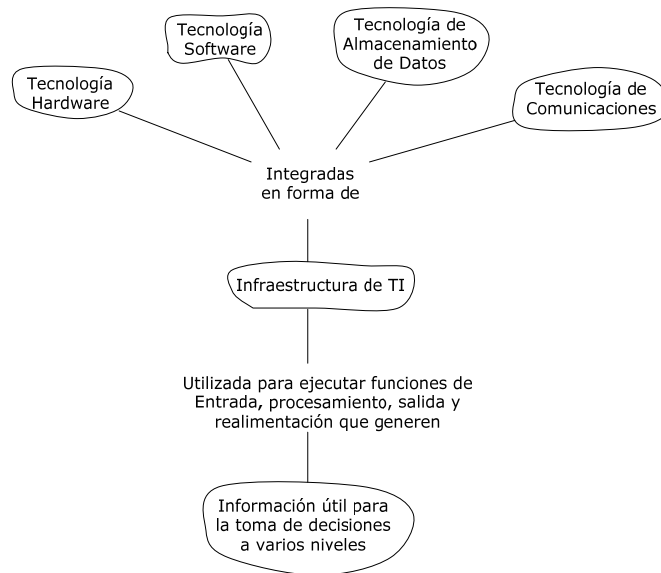 Tecnología
Hardware
Tecnología
Software
Tecnología de
Almacenamiento
de Datos
Tecnología de
Comunicaciones
Integradas
en forma de
Infraestructura de TI
Utilizada para ejecutar funciones de
Entrada, procesamiento, salida y
realimentación que generen
Información útil para
la toma de decisiones
a varios niveles